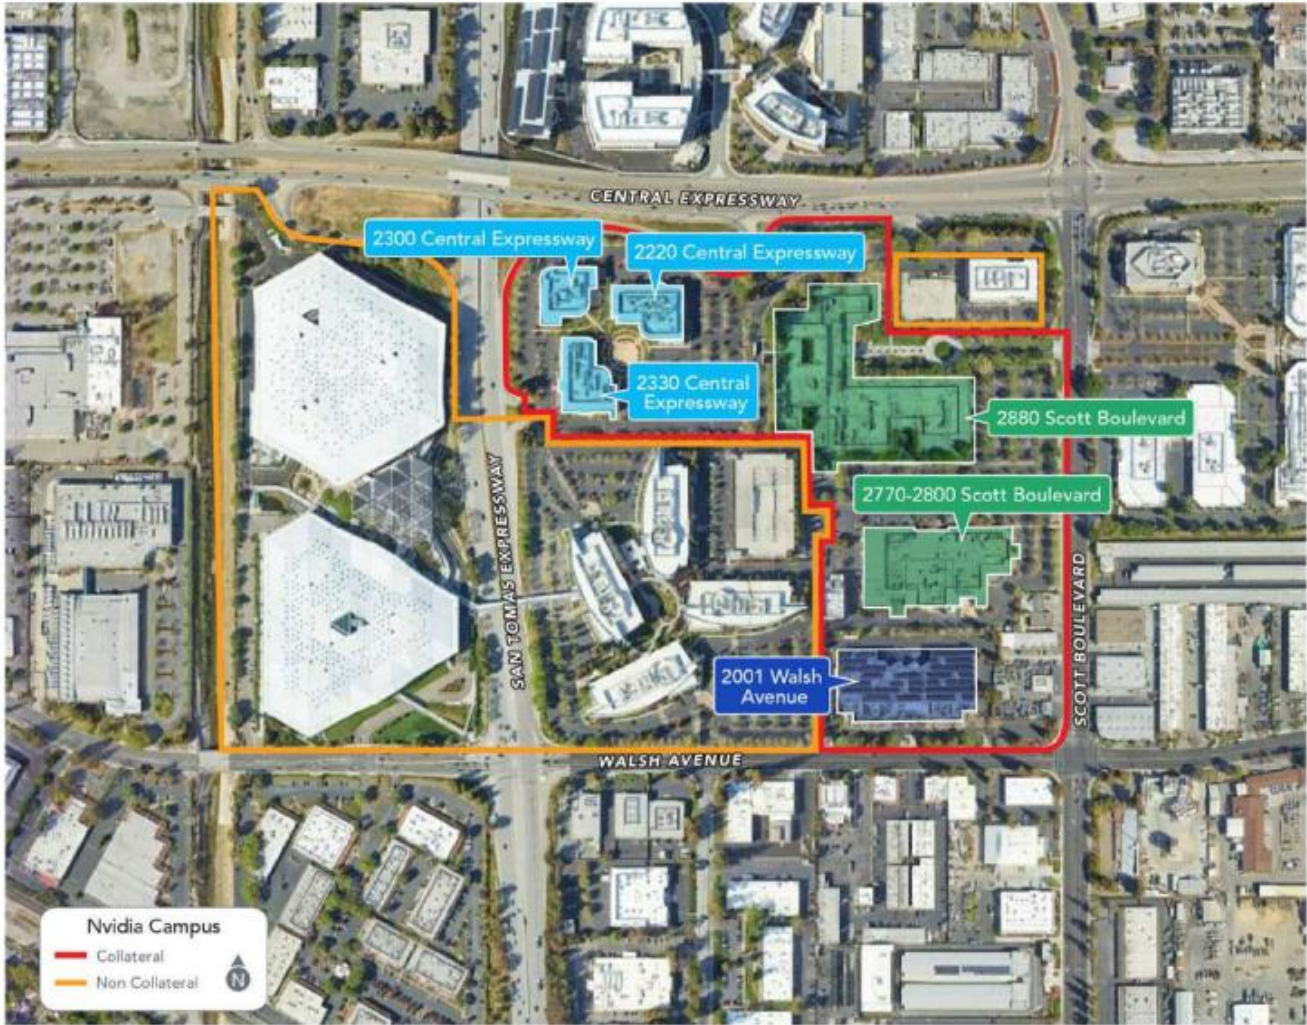 CENTRAL EXPRESSWAY
2300 Central Expressway
2220 Central Expressway
2330 Central
Expressway
2880 Scott Boulevard
2770-2800 Scott Boulevard
SAN TOMAS EXPRESSWAY
SCOTT BOULEVARD
2001 Walsh
Avenue
WALSH AVENUE
Nvidia Campus
Collateral
Non Collateral
N